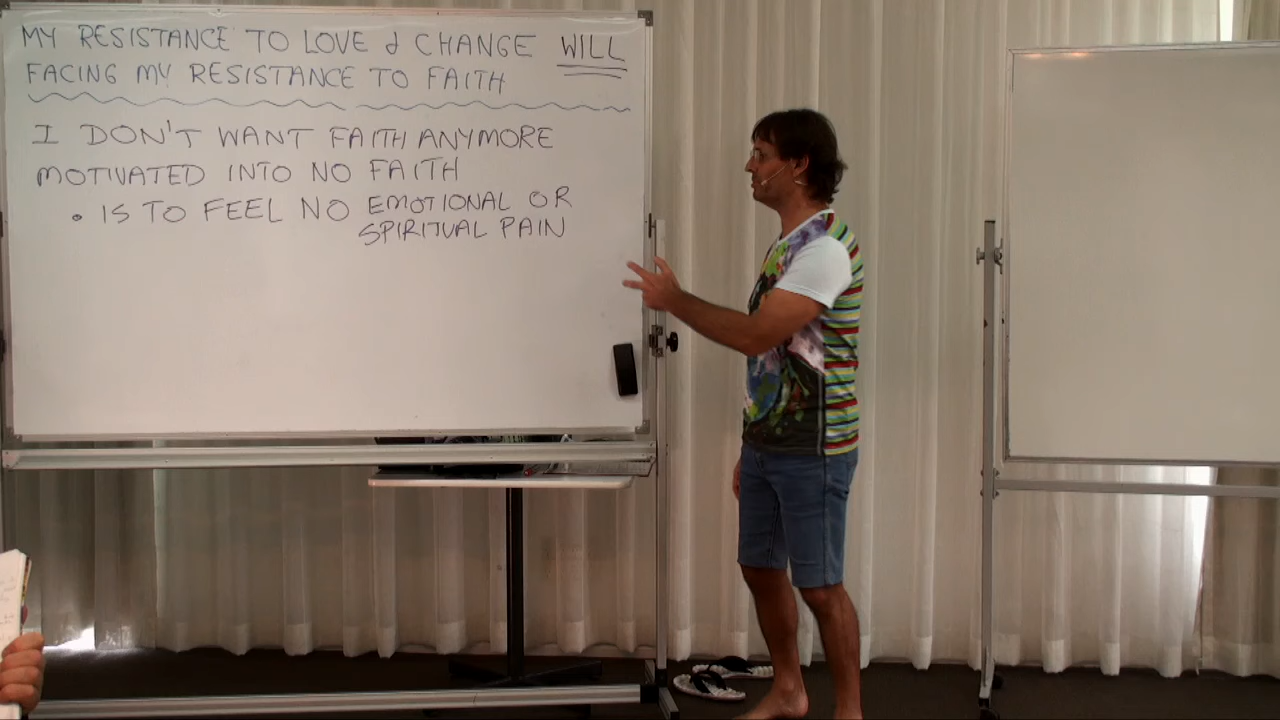 MY RESISTANCE TO LOVE & CHANGE WILL
FACING MY RESISTANCE TO FAITH
I DON'T WANT FAITH ANYMORE
MOTIVATED INTO NO FAITH
• IS TO FEEL NO EMOTIONAL OR
SPIRITUAL PAIN